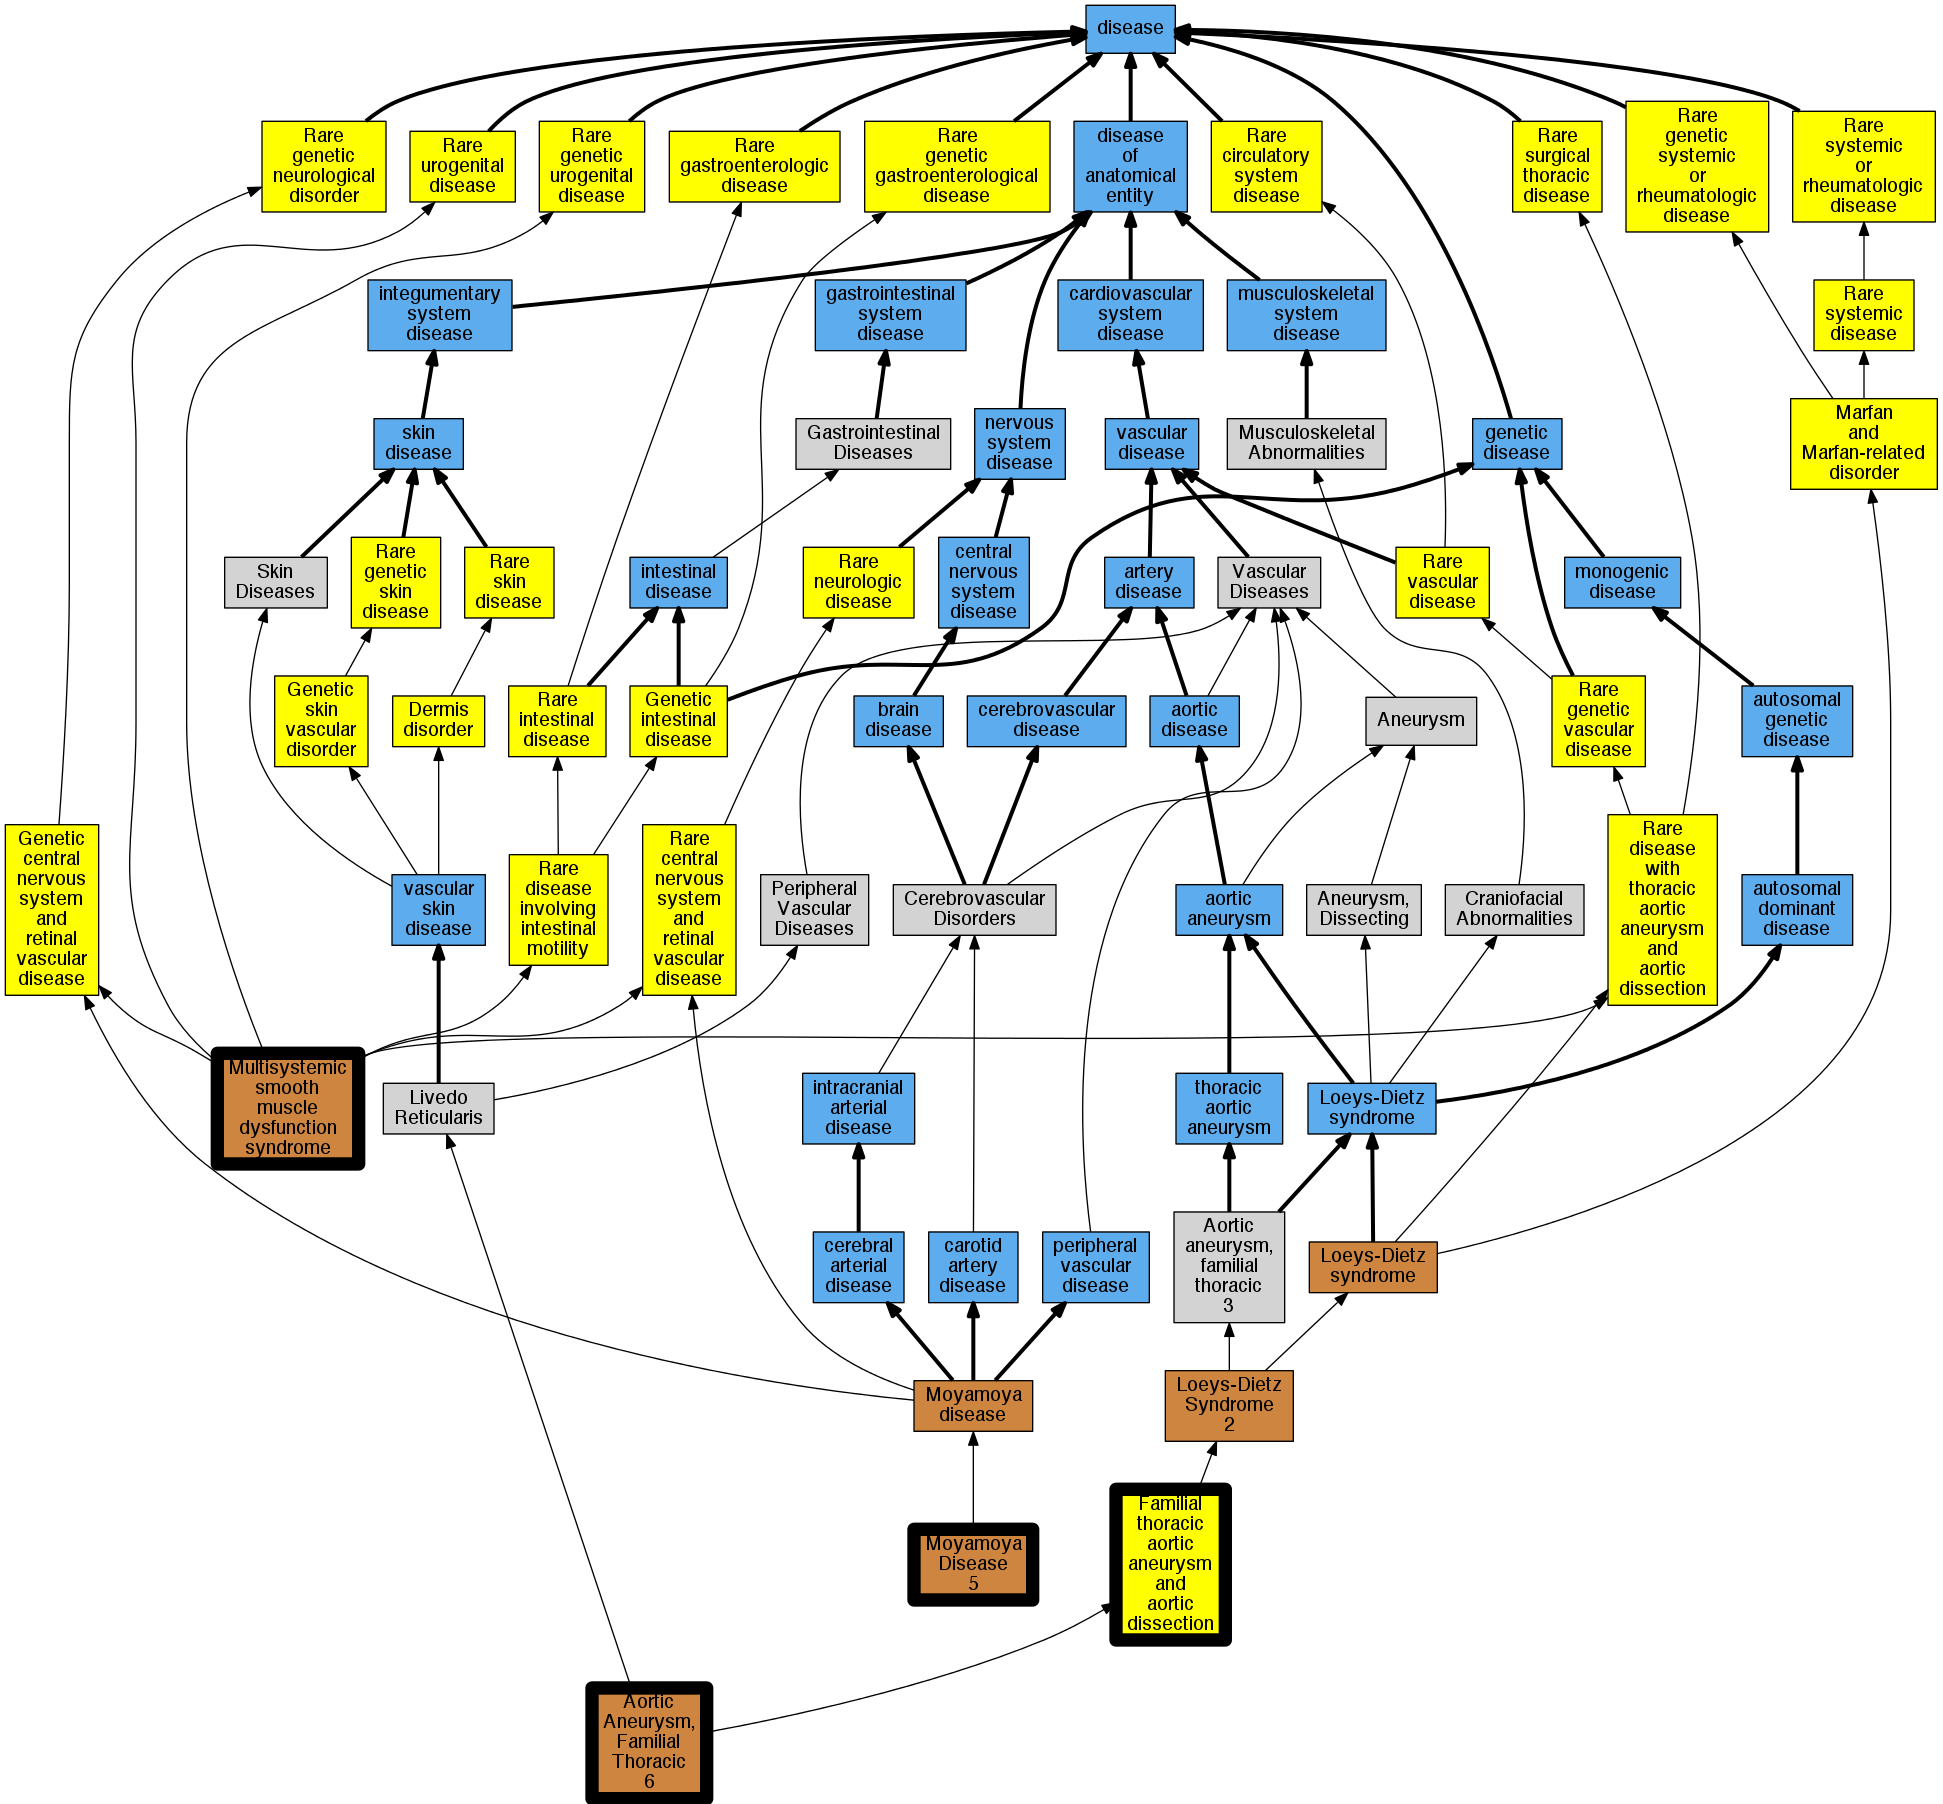 disease
Rare
genetic
neurological
disorder
Rare
urogenital
disease
Rare
genetic
urogenital
disease
Rare
gastroenterologic
disease
Rare
genetic
gastroenterological
disease
disease
of
anatomical
entity
Rare
circulatory
system
disease
Rare
surgical
thoracic
disease
Rare
genetic
systemic
or
rheumatologic
disease
Rare
systemic
or
rheumatologic
disease
integumentary
system
disease
gastrointestinal
system
disease
cardiovascular
system
disease
musculoskeletal
system
disease
Rare
systemic
disease
skin
disease
Gastrointestinal
Diseases
nervous
system
disease
vascular
disease
Musculoskeletal
Abnormalities
genetic
disease
Marfan
and
Marfan-related
disorder
Skin
Diseases
Rare
genetic
skin
disease
Rare
skin
disease
intestinal
disease
Rare
neurologic
disease
central
nervous
system
disease
artery
disease
Vascular
Diseases
Rare
vascular
disease
monogenic
disease
Genetic
skin
vascular
disorder
Dermis
disorder
Rare
intestinal
disease
Genetic
intestinal
disease
brain
disease
cerebrovascular
disease
aortic
disease
Aneurysm
Rare
genetic
vascular
disease
autosomal
genetic
disease
Genetic
central
nervous
system
and
retinal
vascular
disease
vascular
skin
disease
Rare
disease
involving
intestinal
motility
Rare
central
nervous
system
and
retinal
vascular
disease
Peripheral
Vascular
Diseases
Cerebrovascular
Disorders
aortic
aneurysm
Aneurysm,
Dissecting
Craniofacial
Abnormalities
Rare
disease
with
thoracic
aortic
aneurysm
and
aortic
dissection
autosomal
dominant
disease
Multisystemic
smooth
muscle
dysfunction
syndrome
Livedo
Reticularis
intracranial
arterial
disease
thoracic
aortic
aneurysm
Loeys-Dietz
syndrome
cerebral
arterial
disease
carotid
artery
disease
peripheral
vascular
disease
Aortic
aneurysm,
familial
thoracic
3
Loeys-Dietz
syndrome
Moyamoya
disease
Loeys-Dietz
Syndrome
2
Moyamoya
Disease
5
Familial
thoracic
aortic
aneurysm
and
aortic
dissection
Aortic
Aneurysm,
Familial
Thoracic
6